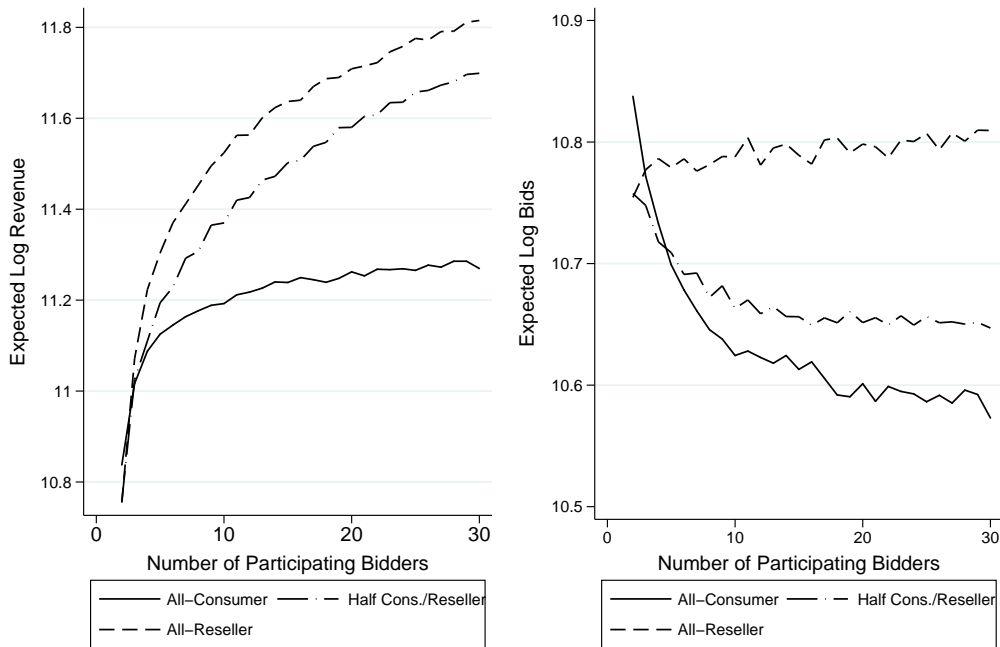 Expected Log Revenue
11.8
11.6
11.4
11.2
11
10.8
0
10
20
30
Number of Participating Bidders
All−Consumer
Half Cons./Reseller
All−Reseller
Expected Log Bids
10.9
10.8
10.7
10.6
10.5
0
10
20
30
Number of Participating Bidders
All−Consumer
Half Cons./Reseller
All−Reseller